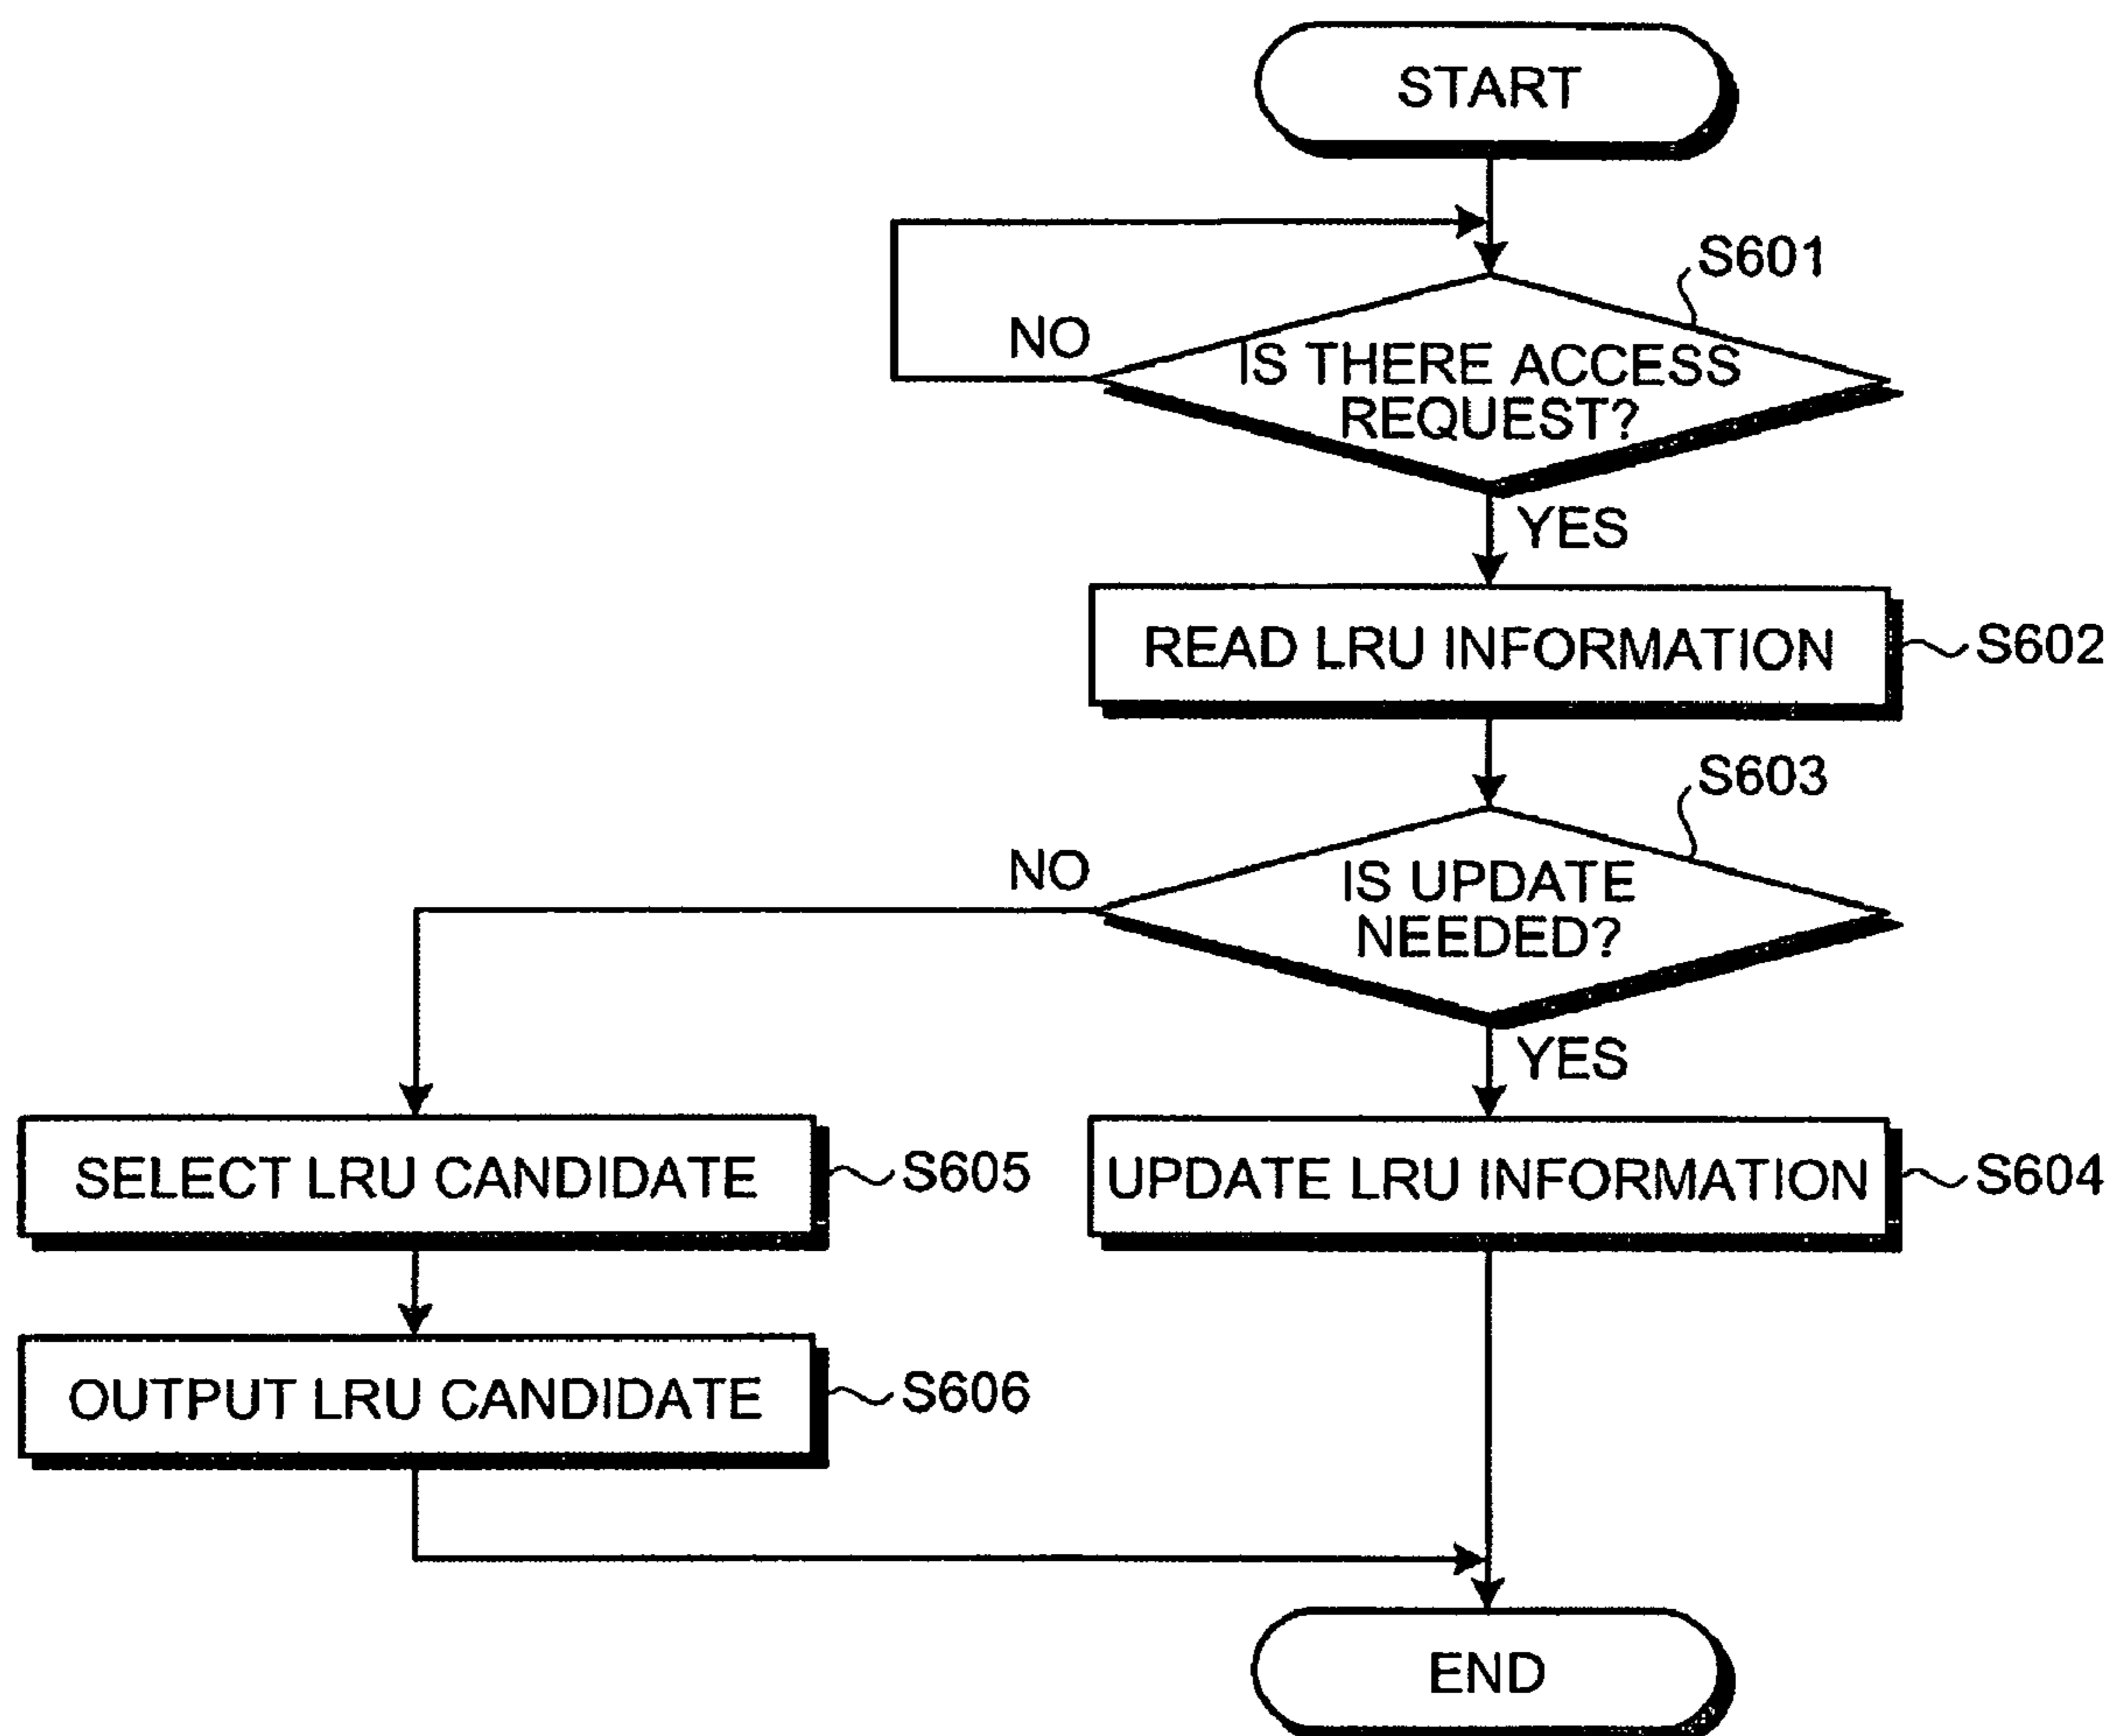 START
S601
NO
IS THERE ACCESS
REQUEST?
YES
READ LRU INFORMATION
S602
S603
NO
IS UPDATE
NEEDED?
YES
SELECT LRU CANDIDATE
S605
UPDATE LRU INFORMATION
S604
OUTPUT LRU CANDIDATE
S606
END